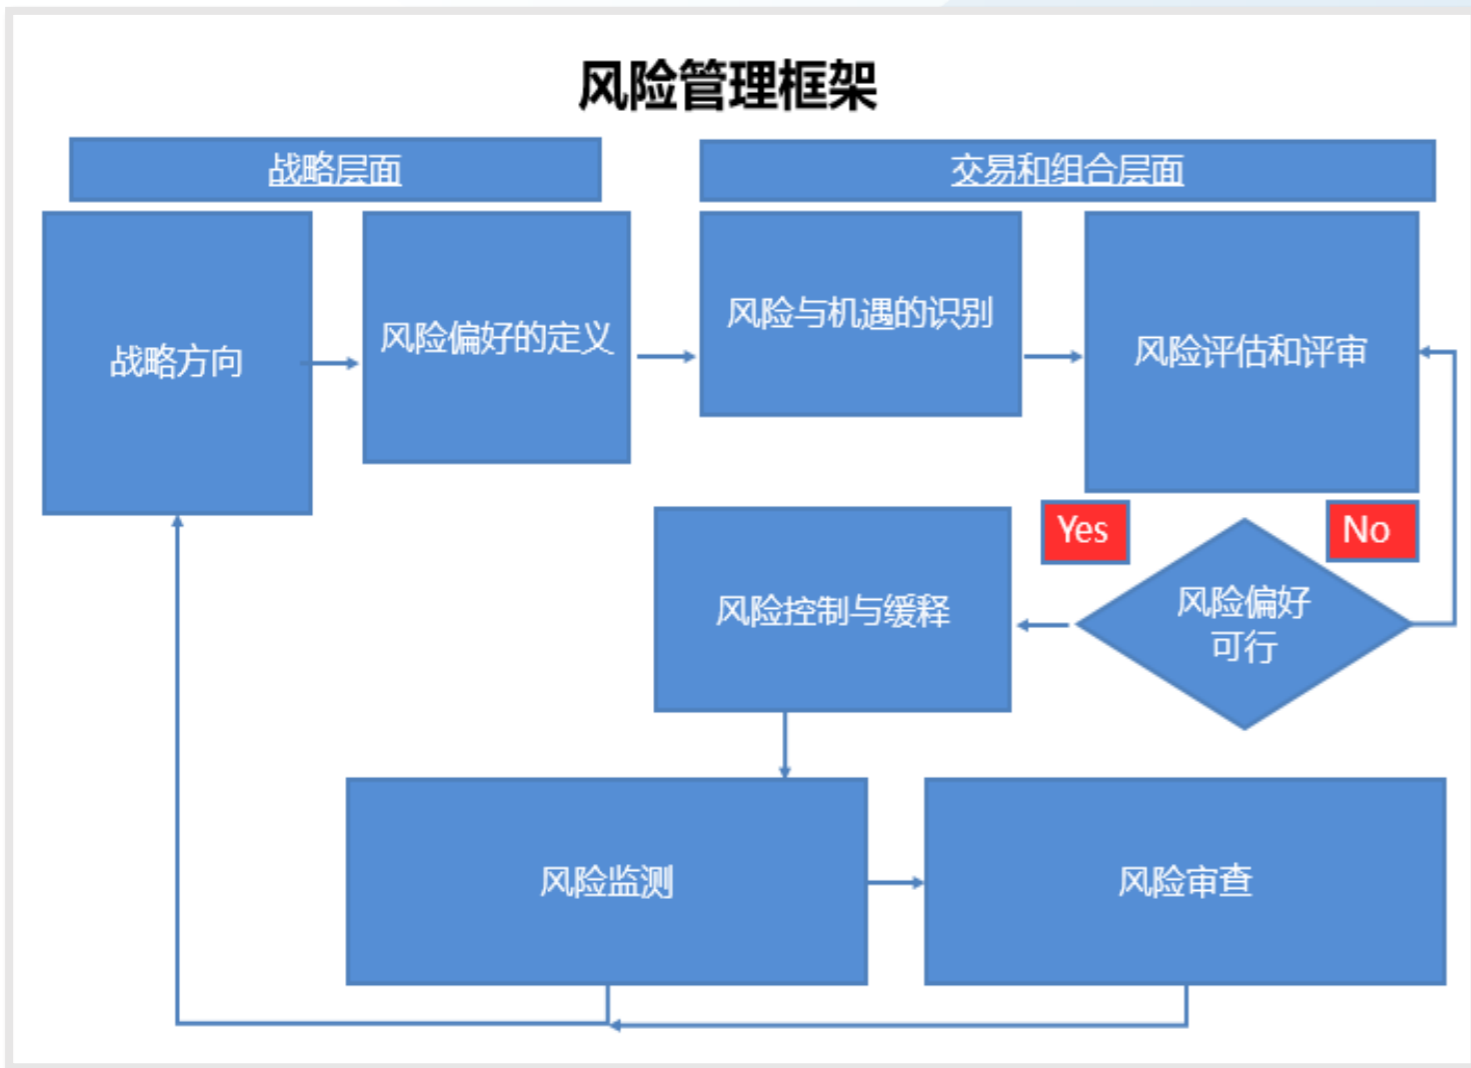 风险管理框架
战略层面
交易和组合层面
战略方向
风险偏好的定义
风险与机遇的识别
风险评估和评审
Yes
No
风险控制与缓释
风险偏好
可行
风险监测
风险审查